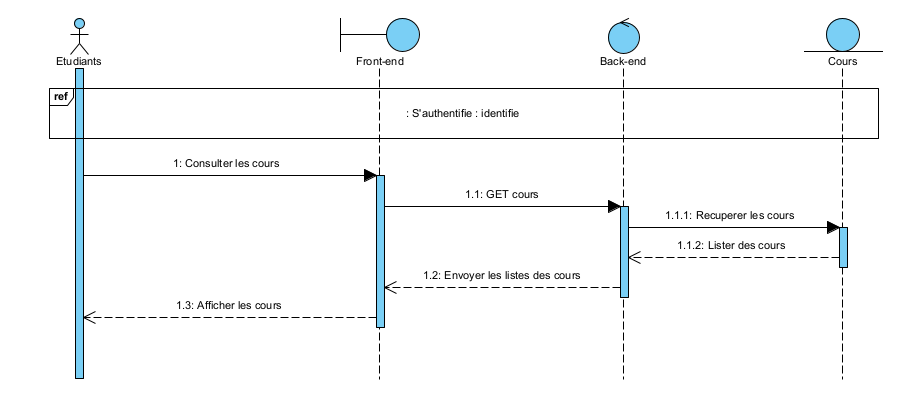 Etudiants
Front-end
Back-end
Cours
ref
: S'authentifie : identifie
1: Consulter les cours
1.1: GET cours
1.1.1: Recuperer les cours
1.1.2: Lister des cours
1.2: Envoyer les listes des cours
1.3: Afficher les cours